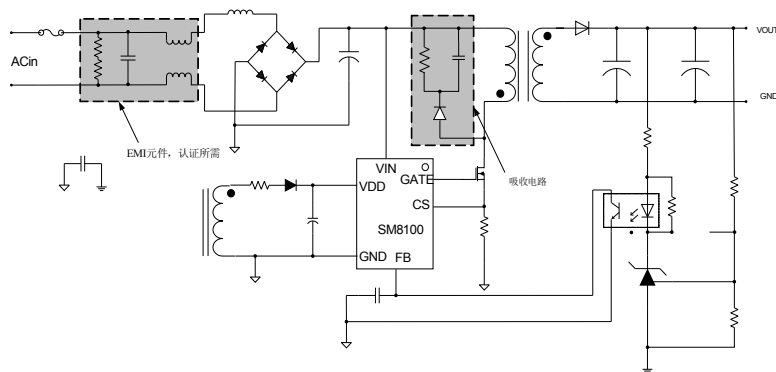 VOUT
ACin
GND
EMI元件，认证所需
吸收电路
VIN
VDD
GATE
CS
SM8100
GND
FB